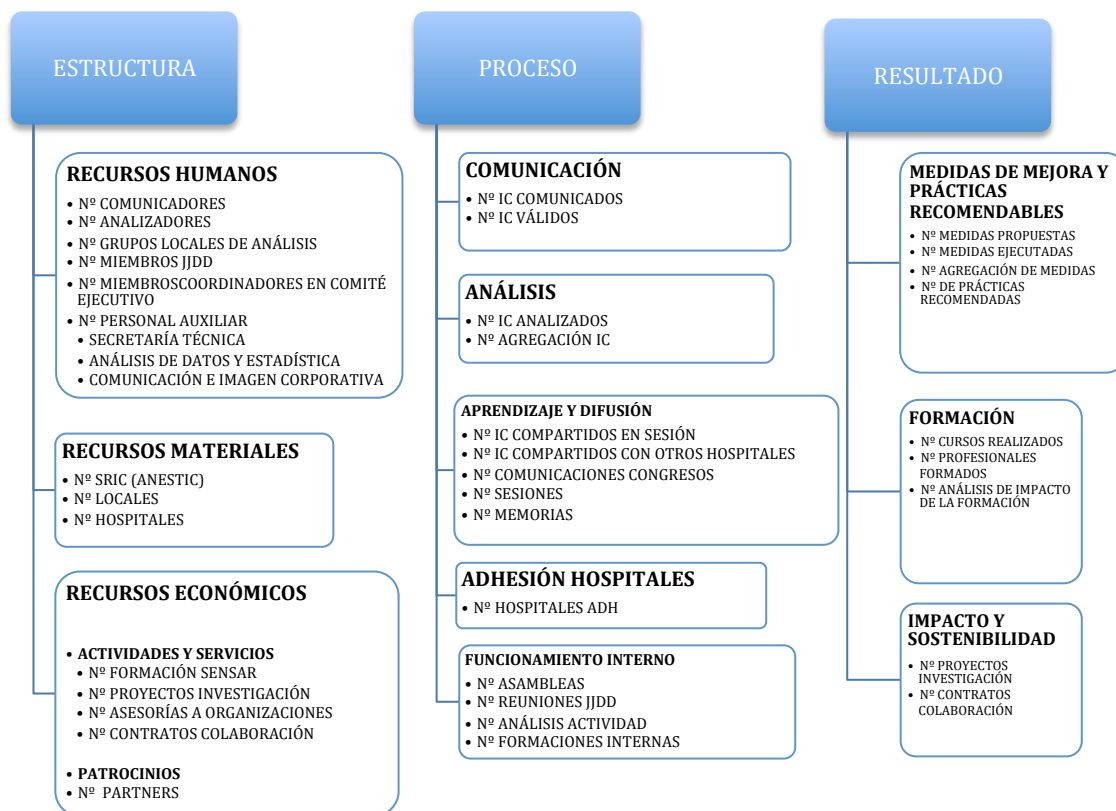 ESTRUCTURA
RECURSOS HUMANOS
• Nº COMUNICADORES
• Nº ANALIZADORES
• Nº GRUPOS LOCALES DE ANÁLISIS
• Nº MIEMBROS JJDD
• Nº MIEMBROSCOORDINADORES EN COMITÉ
EJECUTIVO
• Nº PERSONAL AUXILIAR
• SECRETARÍA TÉCNICA
• ANÁLISIS DE DATOS Y ESTADÍSTICA
• COMUNICACIÓN E IMAGEN CORPORATIVA
RECURSOS MATERIALES
• Nº SRIC (ANESTIC)
• Nº LOCALES
• Nº HOSPITALES
RECURSOS ECONÓMICOS
• ACTIVIDADES Y SERVICIOS
• Nº FORMACIÓN SENSAR
• Nº PROYECTOS INVESTIGACIÓN
• Nº ASESORÍAS A ORGANIZACIONES
• Nº CONTRATOS COLABORACIÓN
• PATROCINIOS
• Nº PARTNERS
PROCESO
COMUNICACIÓN
• Nº IC COMUNICADOS
• Nº IC VÁLIDOS
ANÁLISIS
• Nº IC ANALIZADOS
• Nº AGREGACIÓN IC
APRENDIZAJE Y DIFUSIÓN
• Nº IC COMPARTIDOS EN SESIÓN
• Nº IC COMPARTIDOS CON OTROS HOSPITALES
• Nº COMUNICACIONES CONGRESOS
• Nº SESIONES
• Nº MEMORIAS
ADHESIÓN HOSPITALES
• Nº HOSPITALES ADH
FUNCIONAMIENTO INTERNO
• Nº ASAMBLEAS
• Nº REUNIONES JJDD
• Nº ANÁLISIS ACTIVIDAD
• Nº FORMACIONES INTERNAS
RESULTADO
MEDIDAS DE MEJORA Y
PRÁCTICAS
RECOMENDABLES
• Nº MEDIDAS PROPUESTAS
• Nº MEDIDAS EJECUTADAS
• Nº AGREGACIÓN DE MEDIDAS
• Nº DE PRÁCTICAS
RECOMENDADAS
FORMACIÓN
• Nº CURSOS REALIZADOS
• Nº PROFESIONALES
FORMADOS
• Nº ANÁLISIS DE IMPACTO
DE LA FORMACIÓN
IMPACTO Y
SOSTENIBILIDAD
• Nº PROYECTOS
INVESTIGACIÓN
• Nº CONTRATOS
COLABORACIÓN